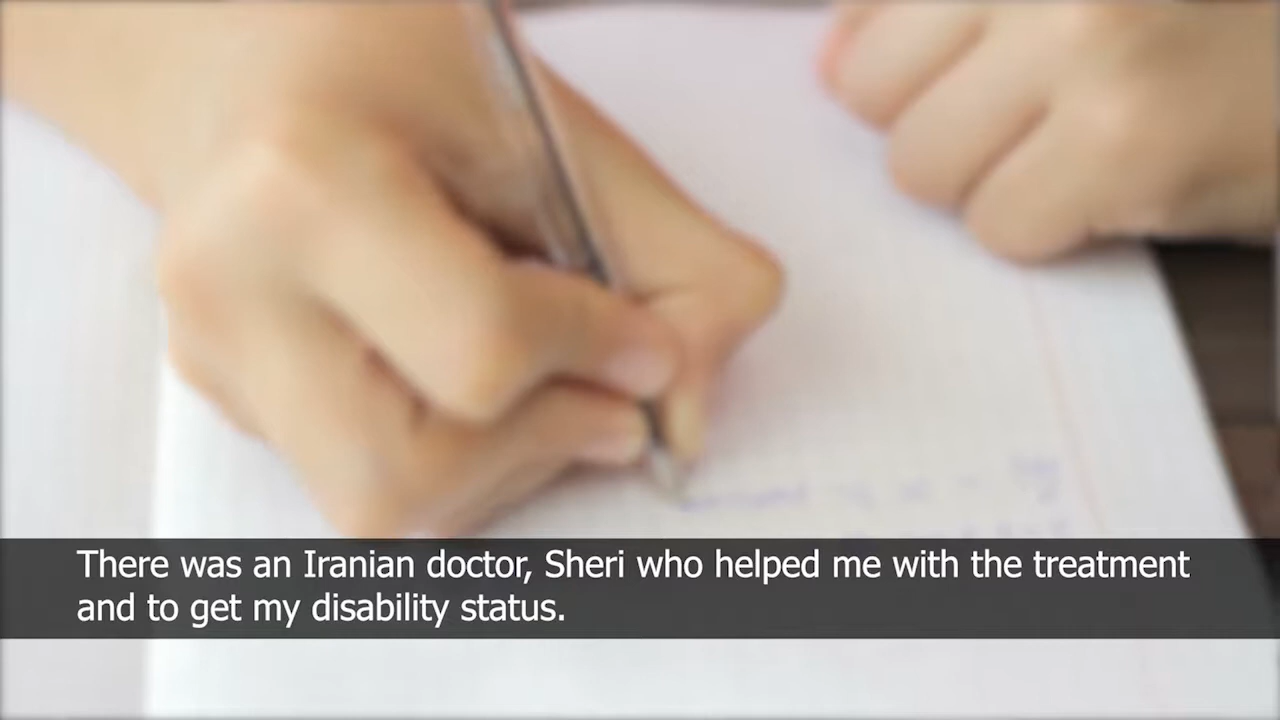 There was an Iranian doctor, Sheri who helped me with the treatment
and to get my disability status.